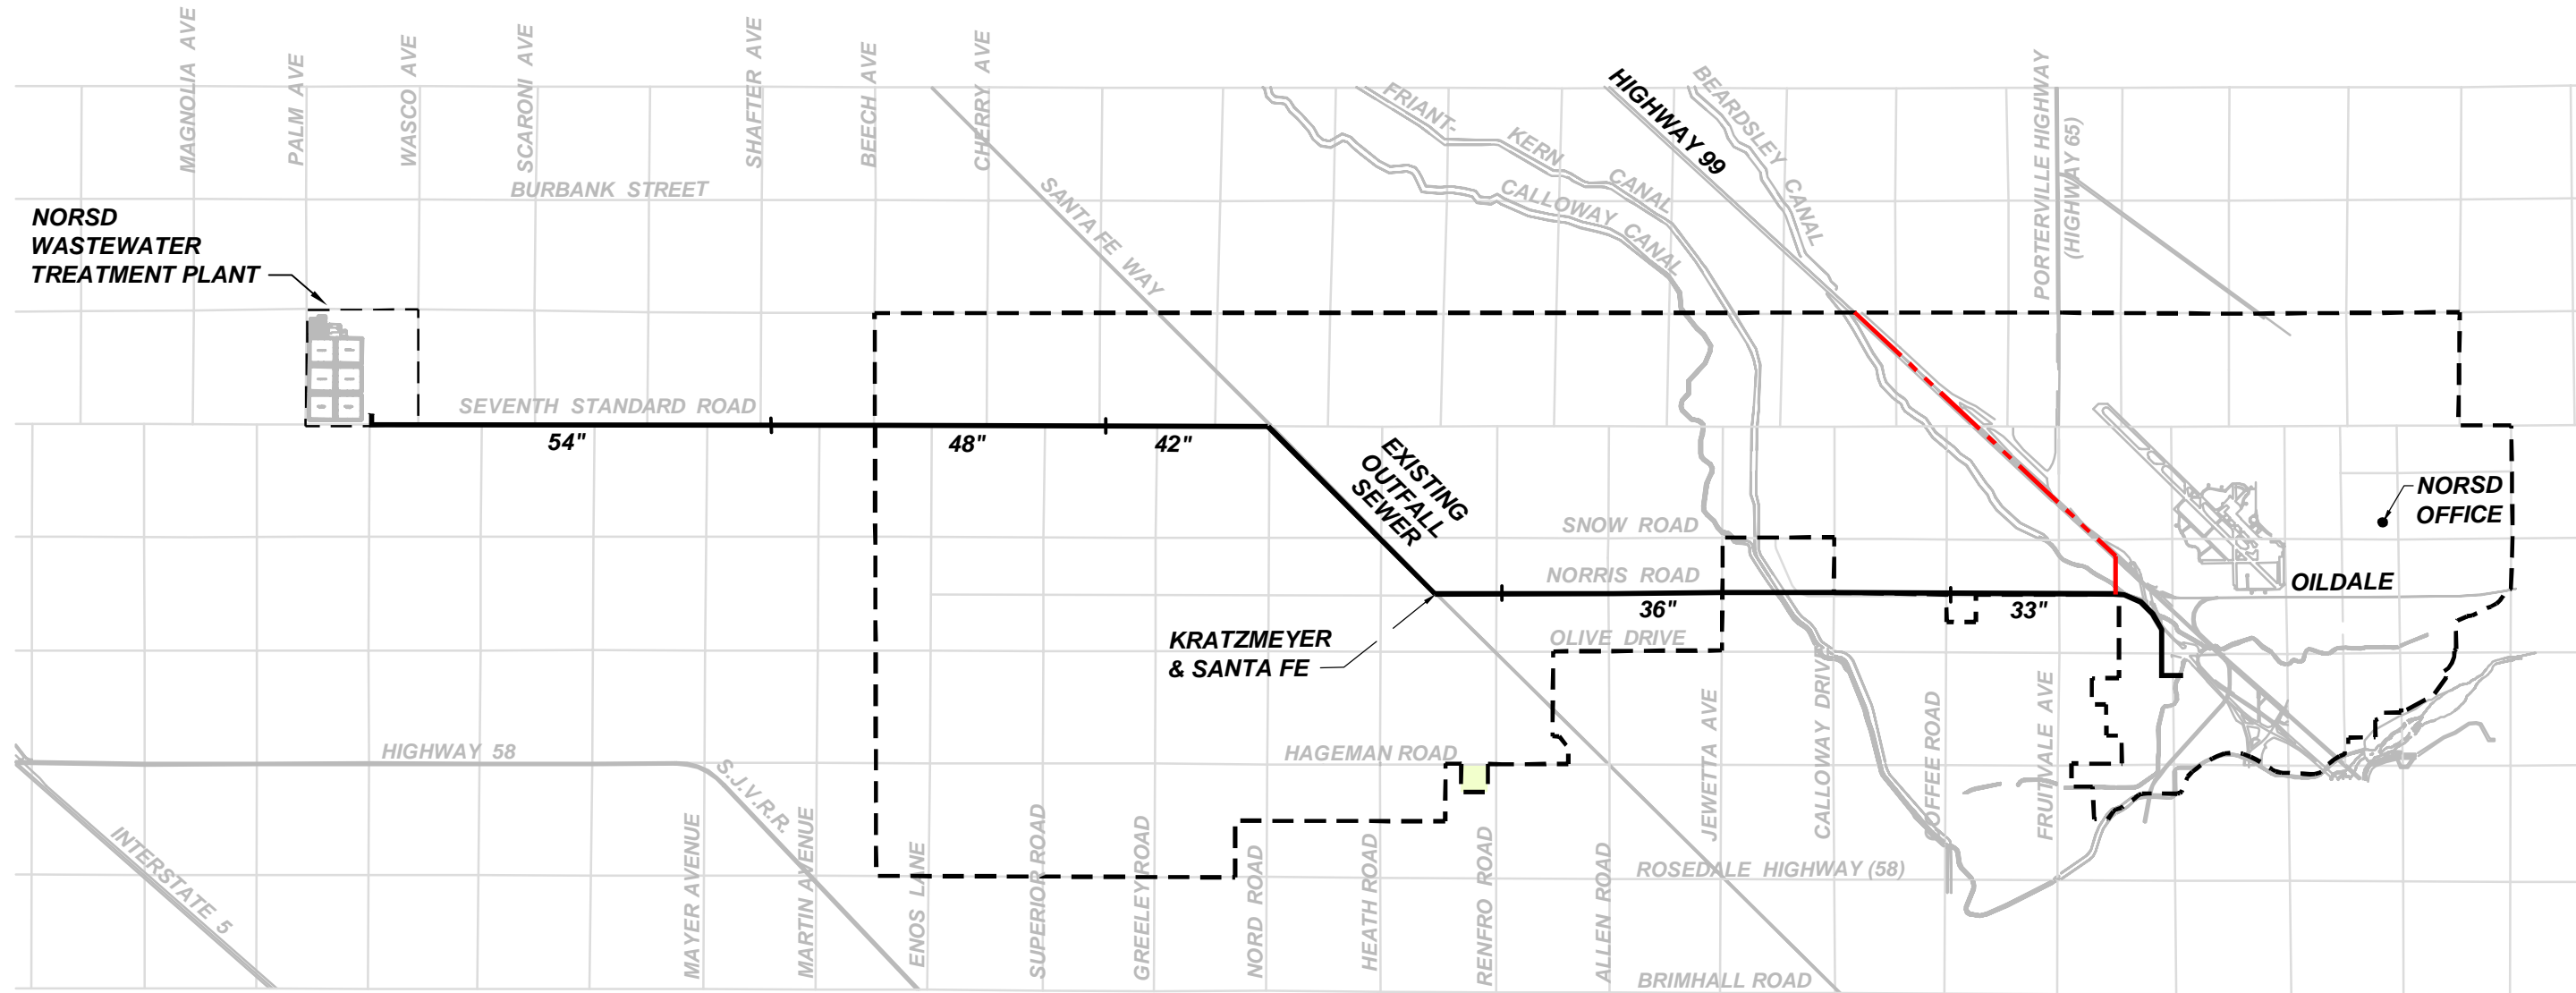 MAGNOLIA AVE
PALM AVE
WASCO AVE
SCARONI AVE
SHAFTER AVE
BEECH AVE
CHERRY AVE
FRIANT-
KERN
CANAL
HIGHWAY 99
BEARDSLEY
CANAL
PORTERVILLE HIGHWAY
(HIGHWAY 65)
BURBANK STREET
SANTA FE WAY
CALLOWAY CANAL
CANAL
NORSD
WASTEWATER
TREATMENT PLANT
SEVENTH STANDARD ROAD
54"
48"
42"
EXISTING
OUTFALL
SEWER
SNOW ROAD
NORSD
OFFICE
NORRIS ROAD
OILDALE
36"
33"
KRATZMEYER
& SANTA FE
OLIVE DRIVE
HIGHWAY 58
HAGEMAN ROAD
S.J.V.R.R.
INTERSTATE 5
MAYER AVENUE
MARTIN AVENUE
ENOS LANE
SUPERIOR ROAD
GREELEY ROAD
NORD ROAD
HEATH ROAD
RENFRO ROAD
ALLEN ROAD
JEWETTA AVE
CALLOWAY DRIVE
COFFEE ROAD
FRUITVALE AVE
ROSEDALE HIGHWAY (58)
BRIMHALL ROAD